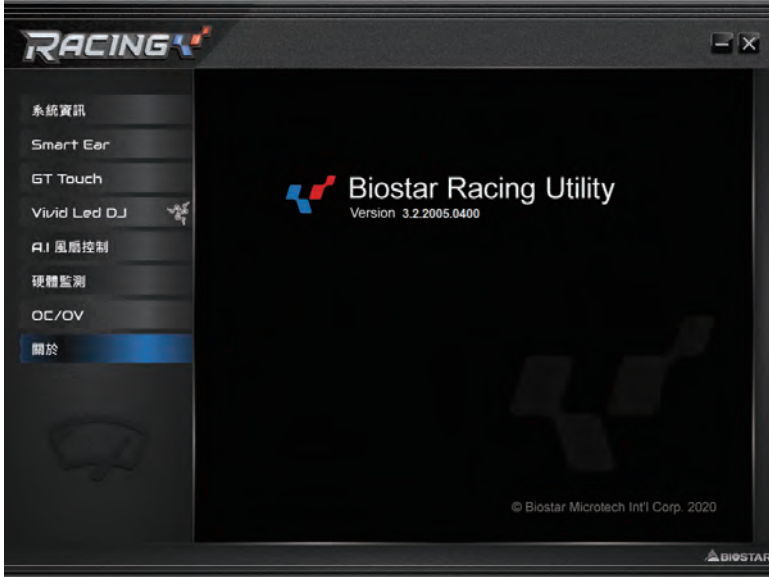 RACING
系統資訊
Smart Ear
GT Touch
Vivid Led DJ
A.I 風扇控制
硬體監測
OC/OV
關於
Biostar Racing Utility
Version 3.2.2005.0400
© Biostar Microtech Int'l Corp. 2020
BIOSTAR